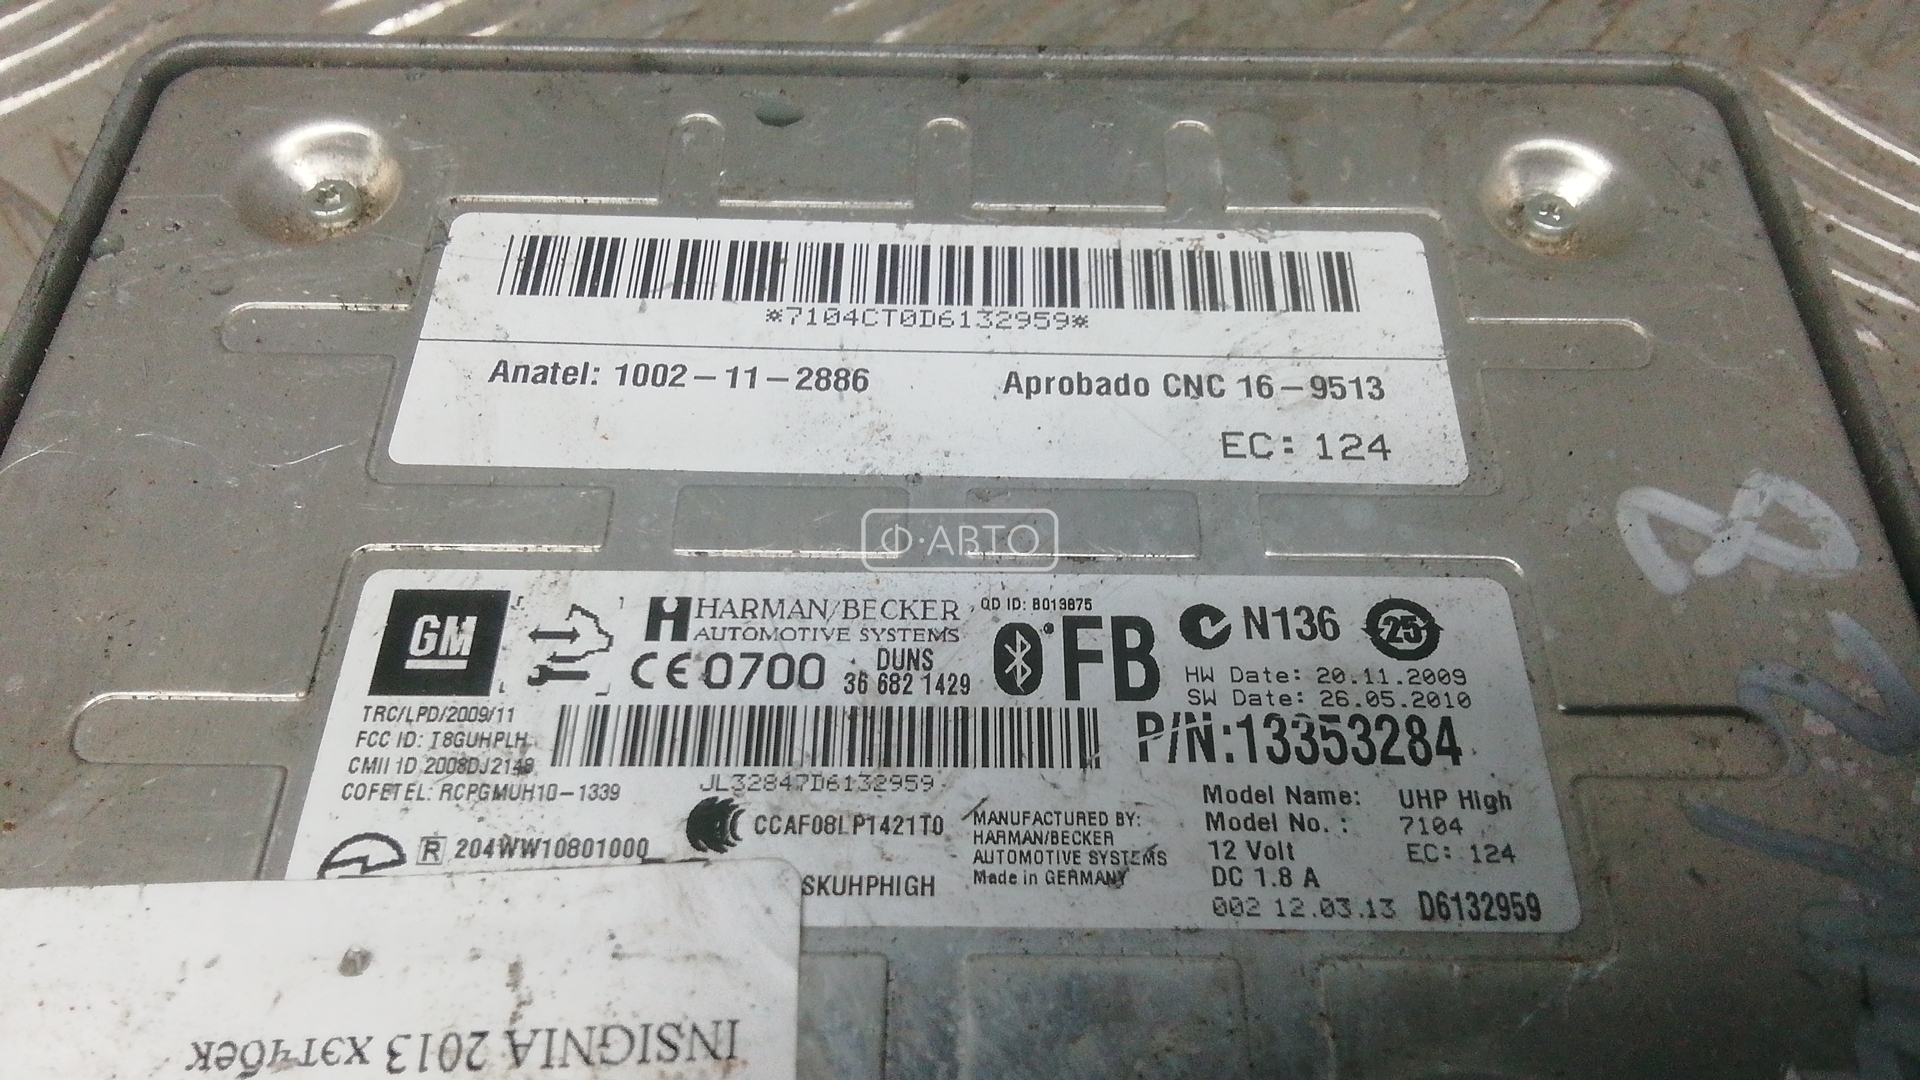 *7104CT0D6132959*
Anatel: 1002-11-2886 Aprobado CNC 16-9513
EC: 124
Ф·АВТО
GM
HARMAN/BECKER
AUTOMOTIVE SYSTEMS
QD ID: B013875
CE0700
DUNS
36 682 1429
FB
N136
25
HW Date: 20.11.2009
SW Date: 26.05.2010
P/N:13353284
TRC/LPD/2009/11
FCC ID: T8GUHPLH
CMII ID 2008DJ2148
COFETEL: RCPGMUH10-1339
JL32847D6132959
R 204WW10801000
CCAF08LP1421T0
SKUHPHIGH
MANUFACTURED BY:
HARMAN/BECKER
AUTOMOTIVE SYSTEMS
Made in GERMANY
Model Name: UHP High
Model No.: 7104
12 Volt EC: 124
DC 1.8 A
002 12.03.13 D6132959
INSIGNIA 2013 хэтчбек
8